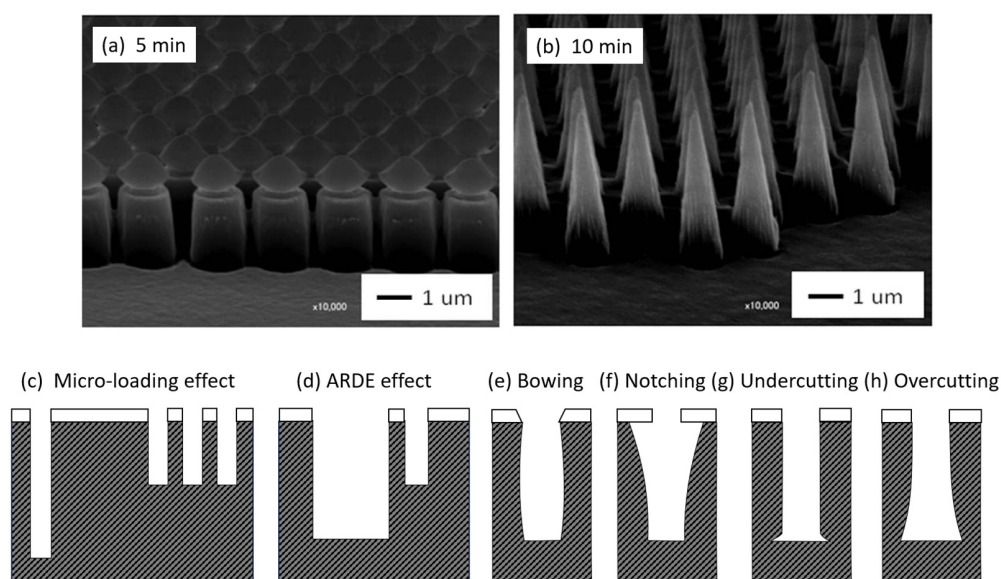 (a) 5 min
(b) 10 min
x10,000
1 um
x10,000
1 um
(c) Micro-loading effect
(d) ARDE effect
(e) Bowing
(f) Notching
(g) Undercutting
(h) Overcutting